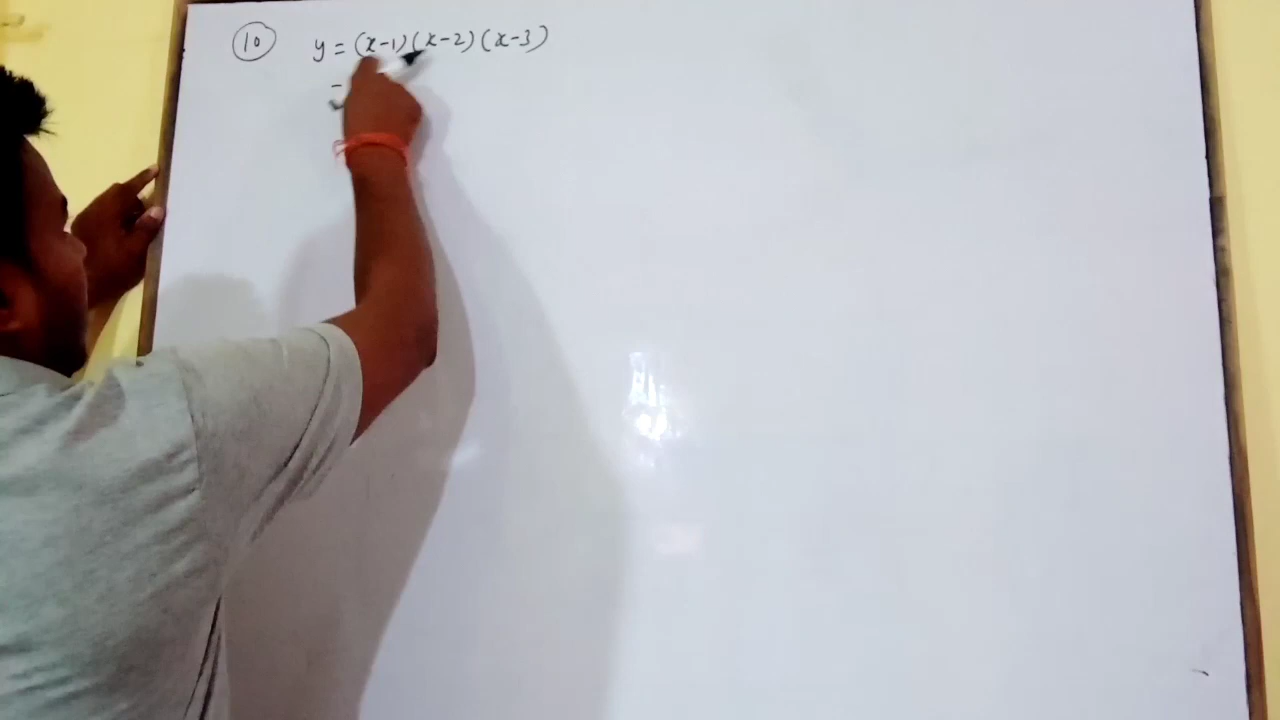 10 y = (x-1)(x-2)(x-3)
=